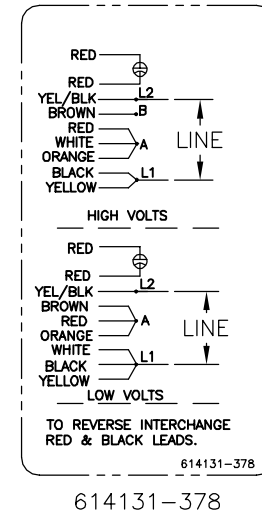 RED
RED
YEL/BLK L2
BROWN B
RED
WHITE A
ORANGE
LINE
BLACK L1
YELLOW
HIGH VOLTS
RED
RED
YEL/BLK L2
BROWN
RED A
ORANGE
LINE
WHITE
BLACK L1
YELLOW
LOW VOLTS
TO REVERSE INTERCHANGE
RED & BLACK LEADS.
614131-378
614131-378